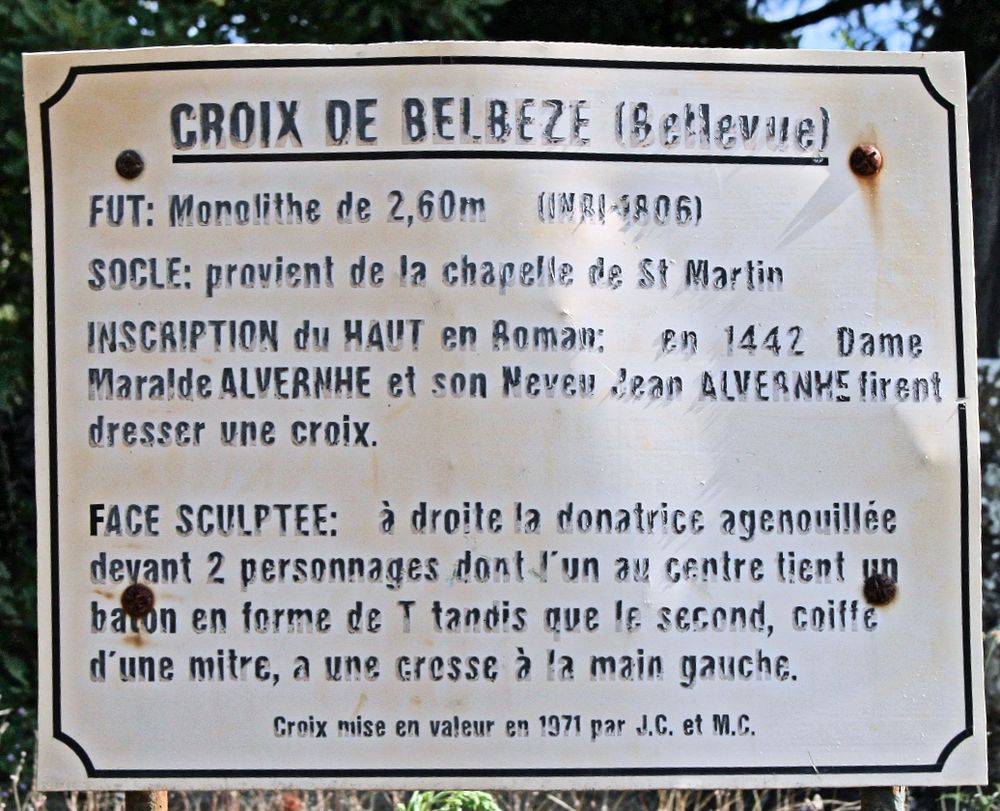 CROIX DE BELBEZE (Bellevue)
FUT: Monolithe de 2,60m (INRI-1806)
SOCLE: provient de la chapelle de St Martin
INSCRIPTION du HAUT en Roman: en 1442 Dame
Maralde ALVERNHE et son Neveu Jean ALVERNHE firent
dresser une croix.
FACE SCULPTEE: à droite la donatrice agenouillée
devant 2 personnages dont l'un au centre tient un
baton en forme de T tandis que le second, coiffe
d'une mitre, a une crosse à la main gauche.
Croix mise en valeur en 1971 par J.C. et M.C.